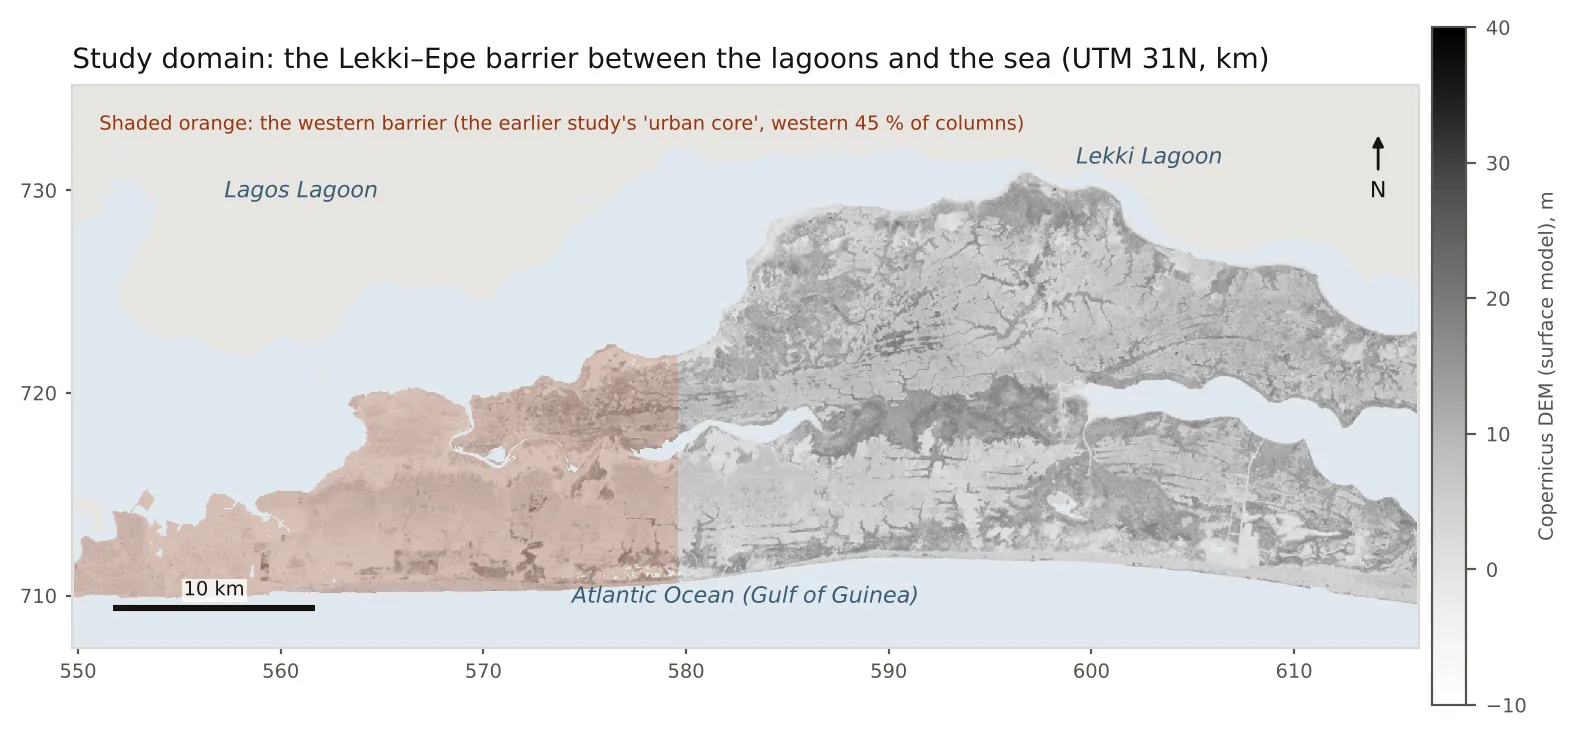 Study domain: the Lekki–Epe barrier between the lagoons and the sea (UTM 31N, km)
Shaded orange: the western barrier (the earlier study's 'urban core', western 45 % of columns)
Lekki Lagoon
Lagos Lagoon
N
10 km
Atlantic Ocean (Gulf of Guinea)
730
720
710
550
560
570
580
590
600
610
40
30
20
10
0
−10
Copernicus DEM (surface model), m